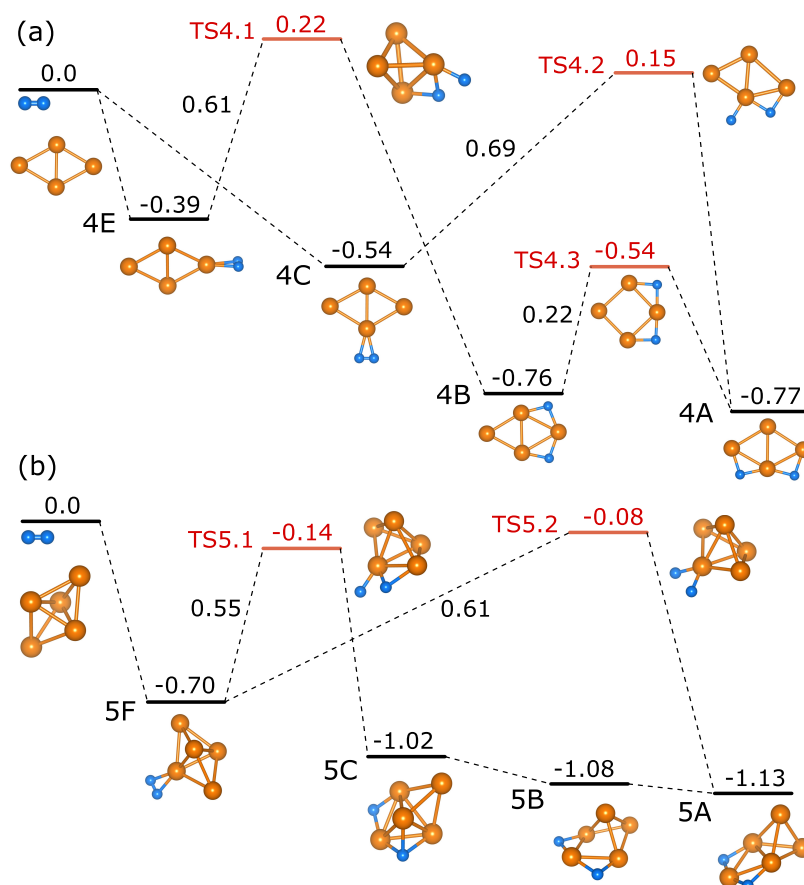 (a)
TS4.1 0.22
0.0
TS4.2 0.15
0.61
0.69
-0.39
4E
-0.54
4C
TS4.3 -0.54
0.22
-0.76
4B
-0.77
4A
(b)
0.0
TS5.1 -0.14
TS5.2 -0.08
0.55
0.61
-0.70
5F
-1.02
5C
-1.08
5B
-1.13
5A